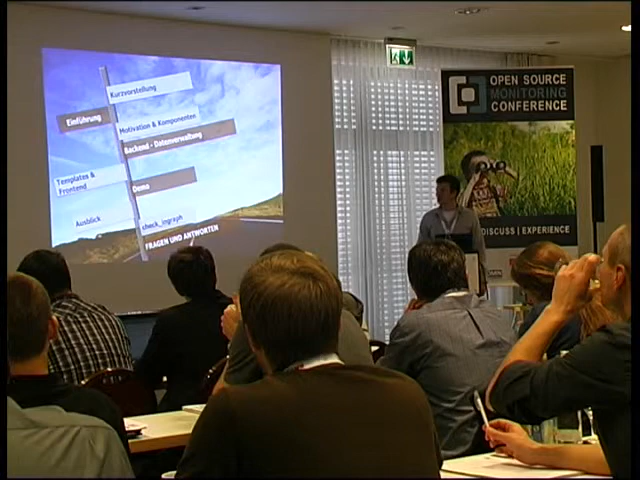 Kurzvorstellung
Einführung
Motivation & Komponenten
Backend - Datenverwaltung
Templates &
Frontend
Demo
Ausblick
check_ingraph
FRAGEN UND ANTWORTEN
OPEN SOURCE
MONITORING
CONFERENCE
DISCUSS | EXPERIENCE